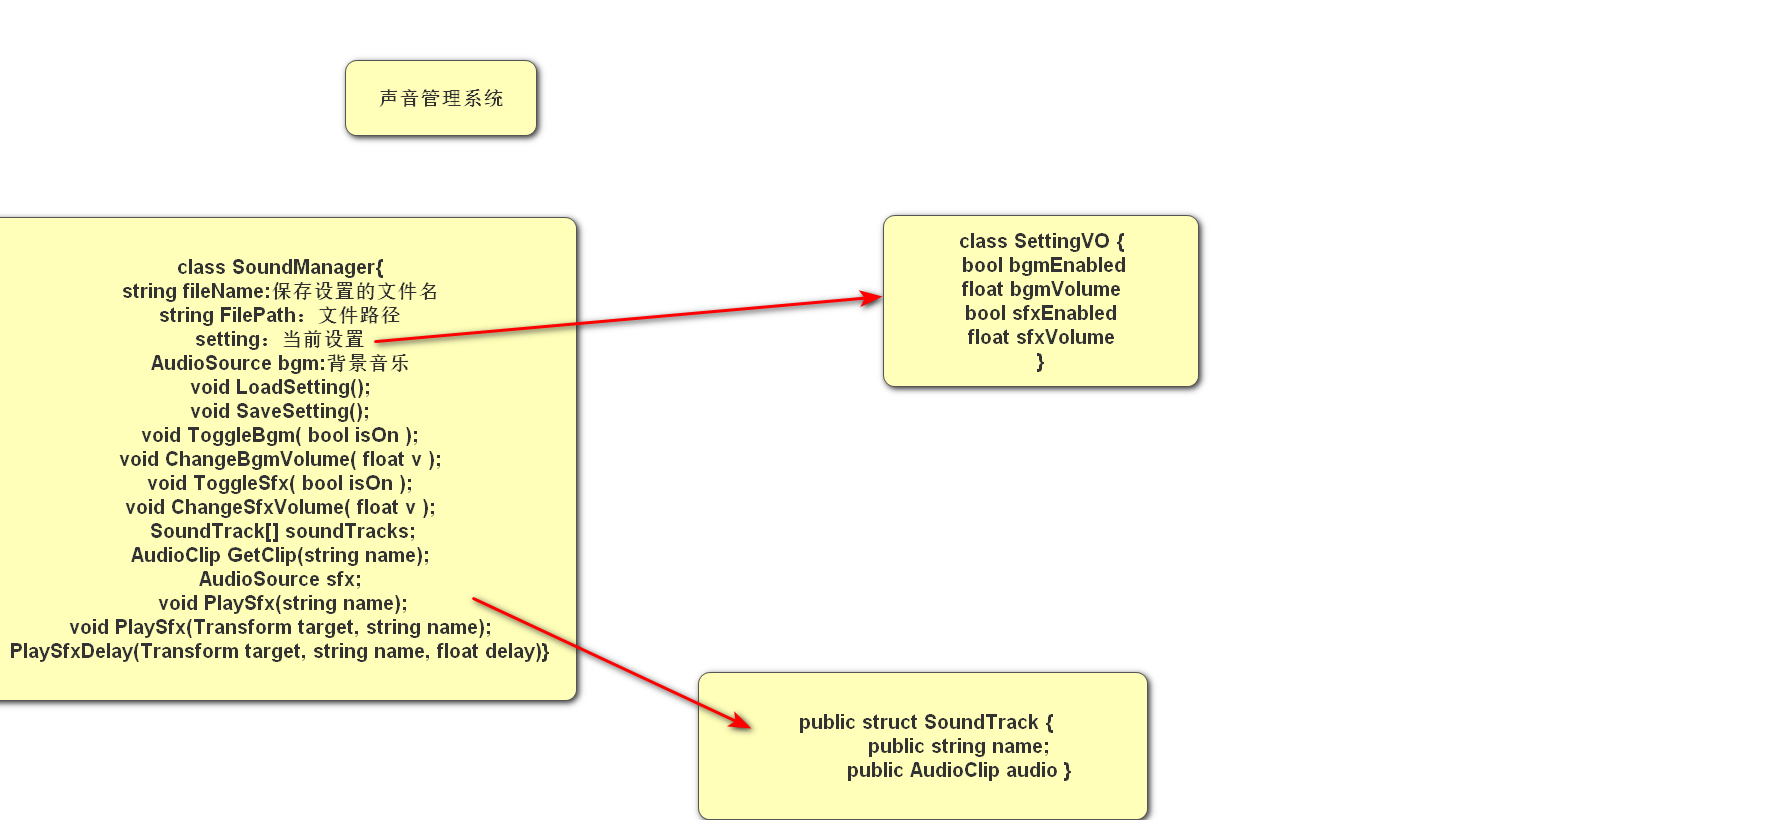 声音管理系统
class SoundManager{
string fileName:保存设置的文件名
string FilePath：文件路径
setting：当前设置
AudioSource bgm:背景音乐
void LoadSetting();
void SaveSetting();
void ToggleBgm( bool isOn );
void ChangeBgmVolume( float v );
void ToggleSfx( bool isOn );
void ChangeSfxVolume( float v );
SoundTrack[] soundTracks;
AudioClip GetClip(string name);
AudioSource sfx;
void PlaySfx(string name);
void PlaySfx(Transform target, string name);
PlaySfxDelay(Transform target, string name, float delay)}
class SettingVO {
bool bgmEnabled
float bgmVolume
bool sfxEnabled
float sfxVolume
}
public struct SoundTrack {
public string name;
public AudioClip audio }